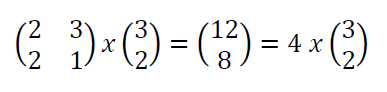 (2 3
2 1) x (3
2) = (12
8) = 4 x (3
2)